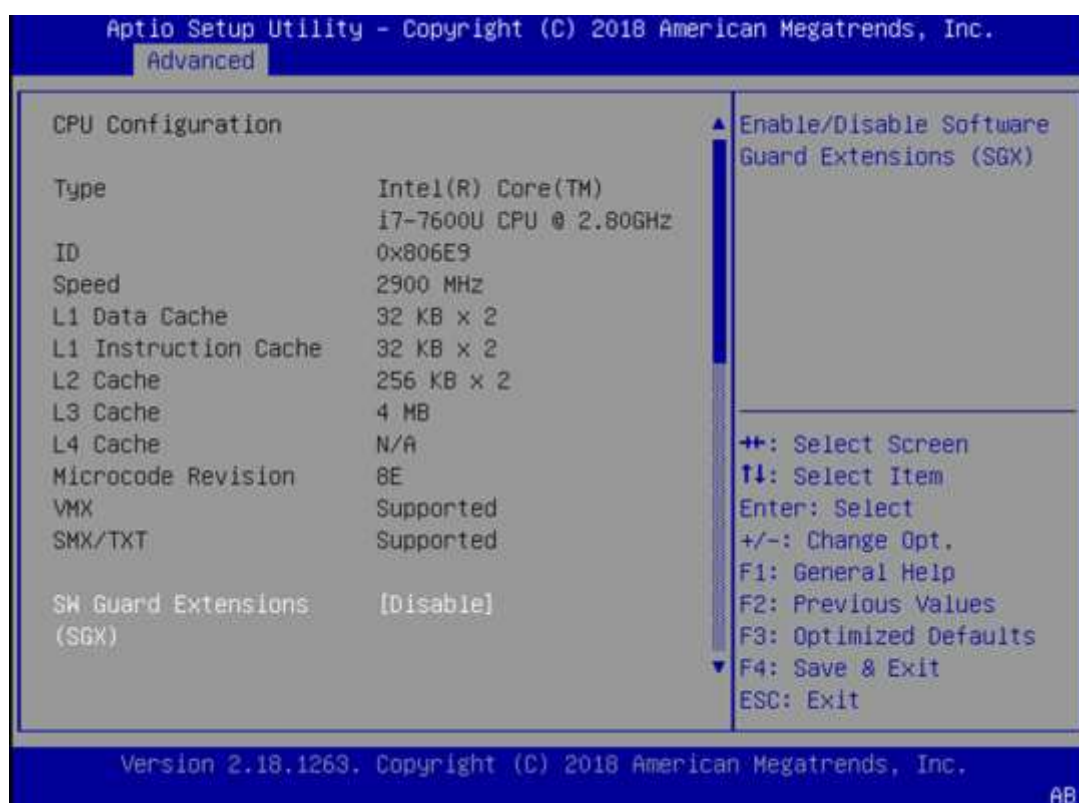 Aptio Setup Utility – Copyright (C) 2018 American Megatrends, Inc.
Advanced
CPU Configuration
Type Intel(R) Core(TM)
i7-7600U CPU @ 2.80GHz
ID 0x806E9
Speed 2900 MHz
L1 Data Cache 32 KB x 2
L1 Instruction Cache 32 KB x 2
L2 Cache 256 KB x 2
L3 Cache 4 MB
L4 Cache N/A
Microcode Revision 8E
VMX Supported
SMX/TXT Supported
SW Guard Extensions [Disable]
(SGX)
Enable/Disable Software
Guard Extensions (SGX)
→←: Select Screen
↑↓: Select Item
Enter: Select
+/-: Change Opt.
F1: General Help
F2: Previous Values
F3: Optimized Defaults
F4: Save & Exit
ESC: Exit
Version 2.18.1263. Copyright (C) 2018 American Megatrends, Inc.
AB